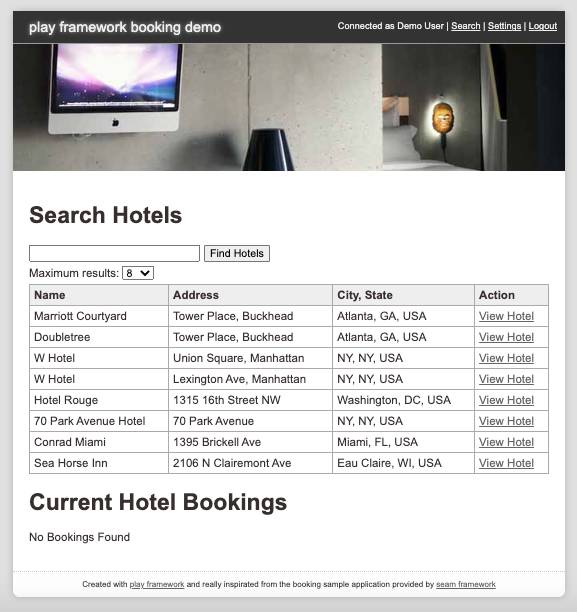 play framework booking demo
Connected as Demo User | Search | Settings | Logout
Search Hotels
Find Hotels
Maximum results: 8
Name Address City, State Action
Marriott Courtyard Tower Place, Buckhead Atlanta, GA, USA View Hotel
Doubletree Tower Place, Buckhead Atlanta, GA, USA View Hotel
W Hotel Union Square, Manhattan NY, NY, USA View Hotel
W Hotel Lexington Ave, Manhattan NY, NY, USA View Hotel
Hotel Rouge 1315 16th Street NW Washington, DC, USA View Hotel
70 Park Avenue Hotel 70 Park Avenue NY, NY, USA View Hotel
Conrad Miami 1395 Brickell Ave Miami, FL, USA View Hotel
Sea Horse Inn 2106 N Clairemont Ave Eau Claire, WI, USA View Hotel
Current Hotel Bookings
No Bookings Found
Created with play framework and really inspirated from the booking sample application provided by seam framework